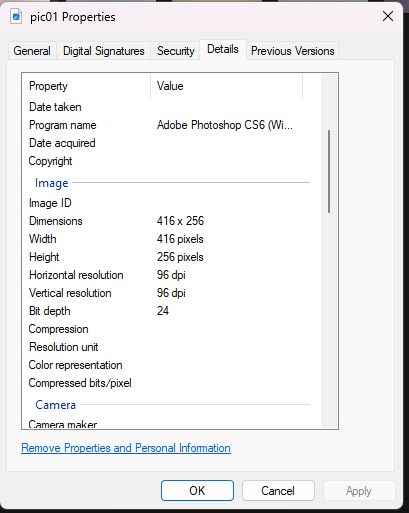 pic01 Properties
General Digital Signatures Security Details Previous Versions
Property Value
Date taken
Program name Adobe Photoshop CS6 (Wi...
Date acquired
Copyright
Image
Image ID
Dimensions 416 x 256
Width 416 pixels
Height 256 pixels
Horizontal resolution 96 dpi
Vertical resolution 96 dpi
Bit depth 24
Compression
Resolution unit
Color representation
Compressed bits/pixel
Camera
Camera maker
Remove Properties and Personal Information
OK Cancel Apply